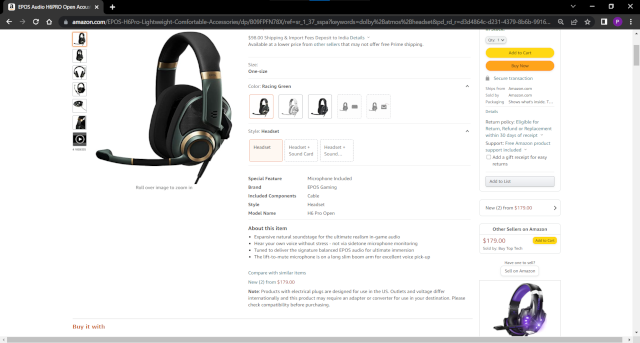 EPOS Audio H6PRO Open Acou
amazon.com/EPOS-H6Pro-Lightweight-Comfortable-Accessories/dp/B09FPFN78X/ref=sr_1_37_sspa?keywords=dolby%2Batmos%2Bheadset&pd_rd_r=d3d4864c-d231-4379-8b6b-9916...
$98.00 Shipping & Import Fees Deposit to India Details
Available at a lower price from other sellers that may not offer free Prime shipping.
Size:
One-size
Color: Racing Green
Style: Headset
Headset
Headset +
Sound Card
Headset +
Sound...
Roll over image to zoom in
Special Feature Microphone Included
Brand EPOS Gaming
Included Components Cable
Style Headset
Model Name H6 Pro Open
About this item
• Expansive natural soundstage for the ultimate realism in-game audio
• Hear your own voice without stress - not via sidetone microphone monitoring
• Tuned to deliver the signature balanced EPOS audio for ultimate immersion
• The lift-to-mute microphone is on a long slim boom arm for excellent voice pick-up
Compare with similar items
New (2) from $179.00
Note: Products with electrical plugs are designed for use in the US. Outlets and voltage differ
internationally and this product may require an adapter or converter for use in your destination. Please
check compatibility before purchasing.
Buy it with
Qty: 1
Add to Cart
Buy Now
Secure transaction
Ships from Amazon.com
Sold by Amazon.com
Packaging Shows what's inside. T...
Details
Return policy: Eligible for
Return, Refund or Replacement
within 30 days of receipt
Support: Free Amazon product
support included
Add a gift receipt for easy
returns
Add to List
New (2) from $179.00
Other Sellers on Amazon
$179.00
Add to Cart
Sold by: Bay Top Tech
Have one to sell?
Sell on Amazon